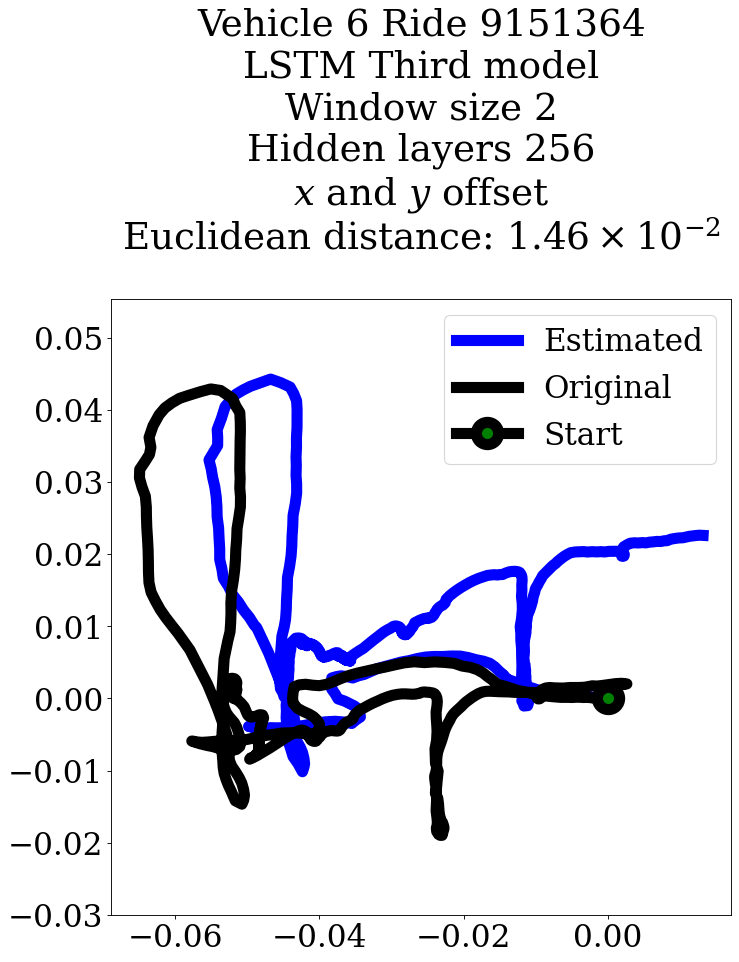 Vehicle 6 Ride 9151364
LSTM Third model
Window size 2
Hidden layers 256
x and y offset
Euclidean distance: 1.46 × 10⁻²
Estimated
Original
Start
0.05
0.04
0.03
0.02
0.01
0.00
−0.01
−0.02
−0.03
−0.06 −0.04 −0.02 0.00